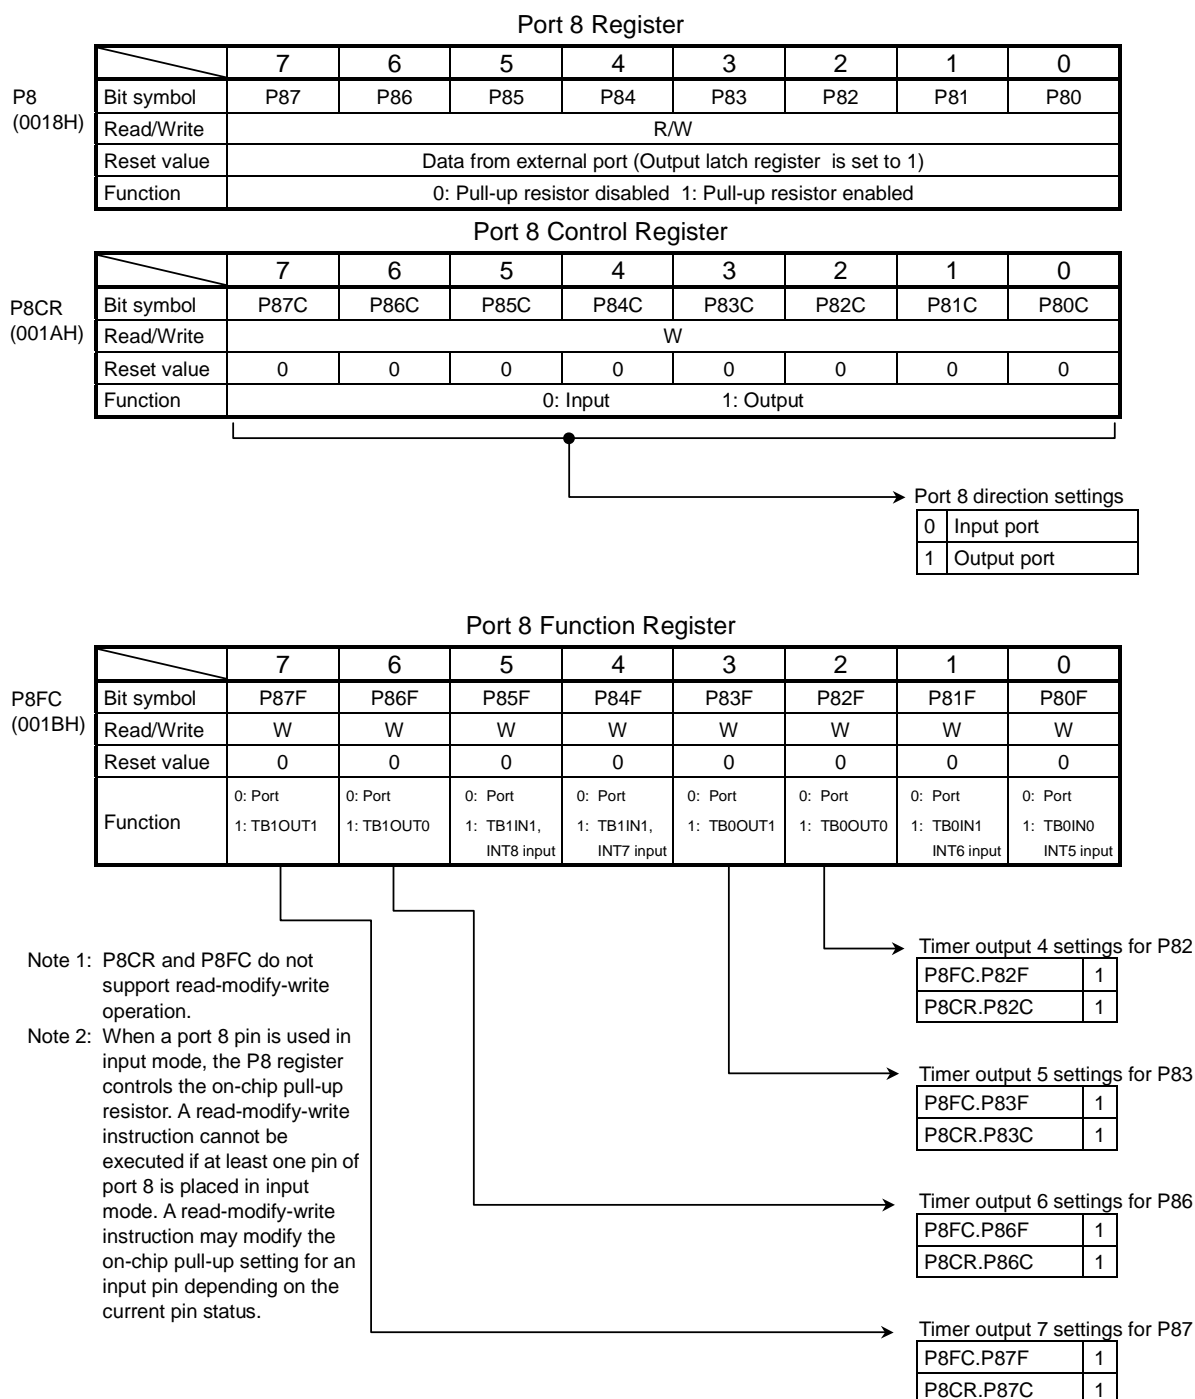 Port 8 Register
7 6 5 4 3 2 1 0
P8
(0018H)
Bit symbol P87 P86 P85 P84 P83 P82 P81 P80
Read/Write R/W
Reset value Data from external port (Output latch register is set to 1)
Function 0: Pull-up resistor disabled 1: Pull-up resistor enabled
Port 8 Control Register
7 6 5 4 3 2 1 0
P8CR
(001AH)
Bit symbol P87C P86C P85C P84C P83C P82C P81C P80C
Read/Write W
Reset value 0 0 0 0 0 0 0 0
Function 0: Input 1: Output
Port 8 direction settings
0 Input port
1 Output port
Port 8 Function Register
7 6 5 4 3 2 1 0
P8FC
(001BH)
Bit symbol P87F P86F P85F P84F P83F P82F P81F P80F
Read/Write W W W W W W W W
Reset value 0 0 0 0 0 0 0 0
Function
0: Port 0: Port 0: Port 0: Port 0: Port 0: Port 0: Port 0: Port
1: TB1OUT1 1: TB1OUT0 1: TB1IN1, 1: TB1IN1, 1: TB0OUT1 1: TB0OUT0 1: TB0IN1 1: TB0IN0
INT8 input INT7 input INT6 input INT5 input
Note 1: P8CR and P8FC do not
support read-modify-write
operation.
Note 2: When a port 8 pin is used in
input mode, the P8 register
controls the on-chip pull-up
resistor. A read-modify-write
instruction cannot be
executed if at least one pin of
port 8 is placed in input
mode. A read-modify-write
instruction may modify the
on-chip pull-up setting for an
input pin depending on the
current pin status.
Timer output 4 settings for P82
P8FC.P82F 1
P8CR.P82C 1
Timer output 5 settings for P83
P8FC.P83F 1
P8CR.P83C 1
Timer output 6 settings for P86
P8FC.P86F 1
P8CR.P86C 1
Timer output 7 settings for P87
P8FC.P87F 1
P8CR.P87C 1